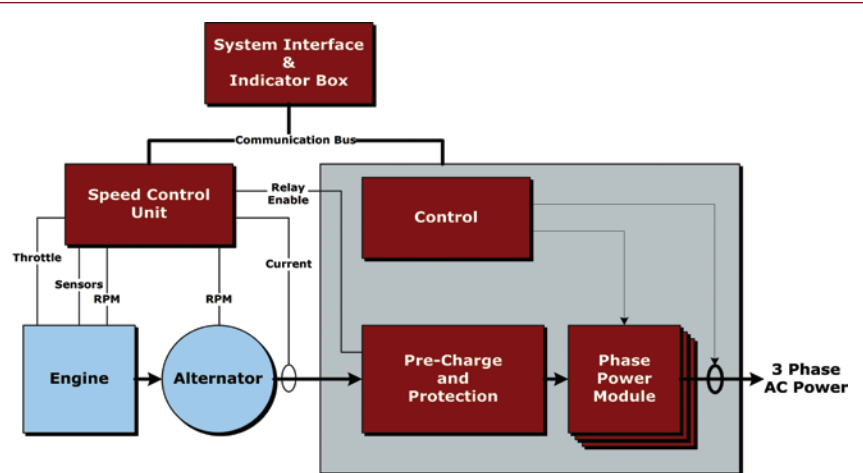 System Interface
&
Indicator Box
Communication Bus
Speed Control
Unit
Relay
Enable
Control
Throttle
Sensors
RPM
RPM
Current
Engine
Alternator
Pre-Charge
and
Protection
Phase
Power
Module
3 Phase
AC Power